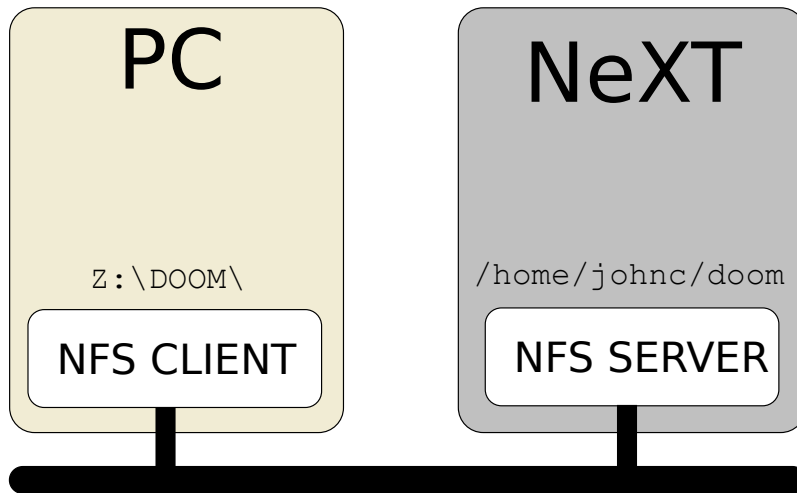 PC
Z:\DOOM\
NFS CLIENT
NeXT
/home/johnc/doom
NFS SERVER